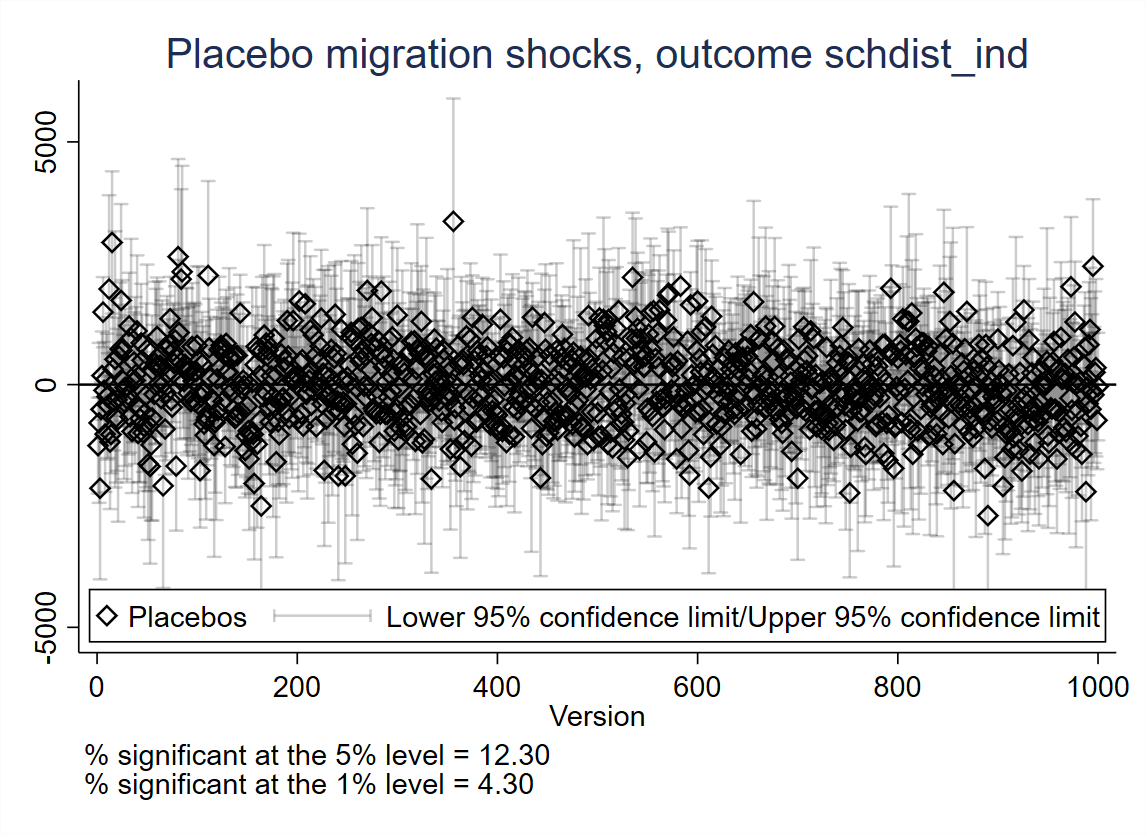 Placebo migration shocks, outcome schdist_ind
5000
0
-5000
Placebos
Lower 95% confidence limit/Upper 95% confidence limit
0 200 400 600 800 1000
Version
% significant at the 5% level = 12.30
% significant at the 1% level = 4.30